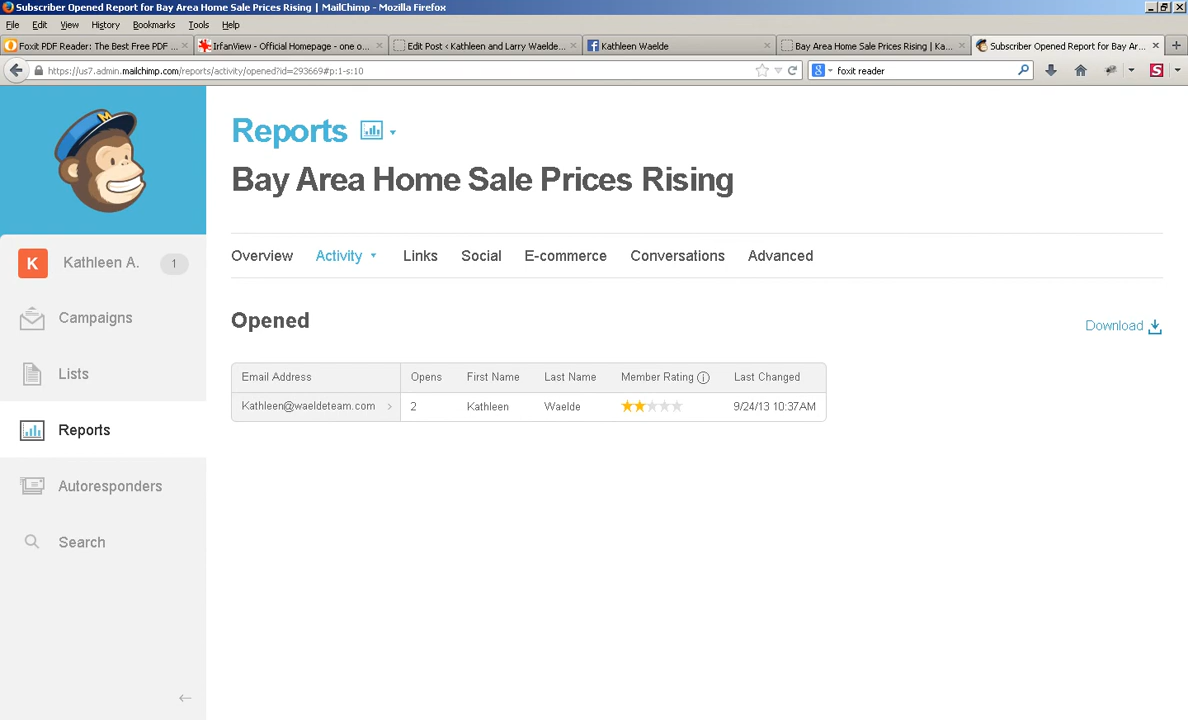 Subscriber Opened Report for Bay Area Home Sale Prices Rising | MailChimp - Mozilla Firefox
File Edit View History Bookmarks Tools Help
Foxit PDF Reader: The Best Free PDF ... × IrfanView - Official Homepage - one o... × Edit Post ‹ Kathleen and Larry Waelde... × Kathleen Waelde × Bay Area Home Sale Prices Rising | Ka... × Subscriber Opened Report for Bay Ar... × +
https://us7.admin.mailchimp.com/reports/activity/opened?id=293669#p:1-s:10 foxit reader
Reports
Bay Area Home Sale Prices Rising
Overview Activity Links Social E-commerce Conversations Advanced
K Kathleen A. 1
Campaigns
Lists
Reports
Autoresponders
Search
Opened
Download
Email Address Opens First Name Last Name Member Rating Last Changed
Kathleen@waeldeteam.com 2 Kathleen Waelde 9/24/13 10:37AM